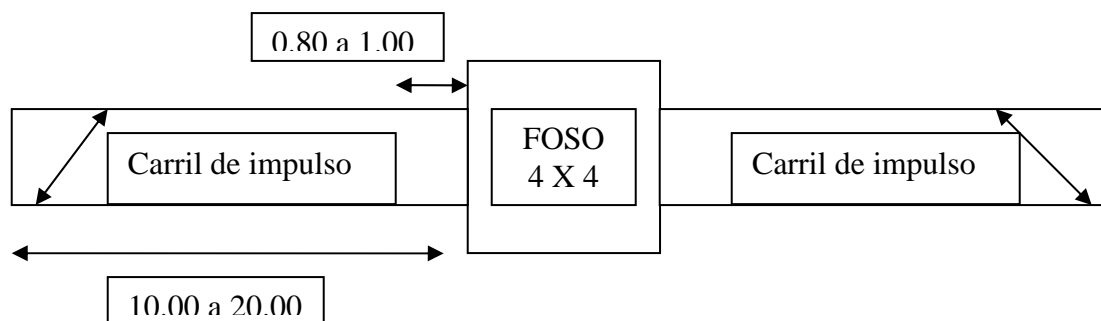 0.80 a 1.00
FOSO
4 X 4
Carril de impulso
Carril de impulso
10.00 a 20.00